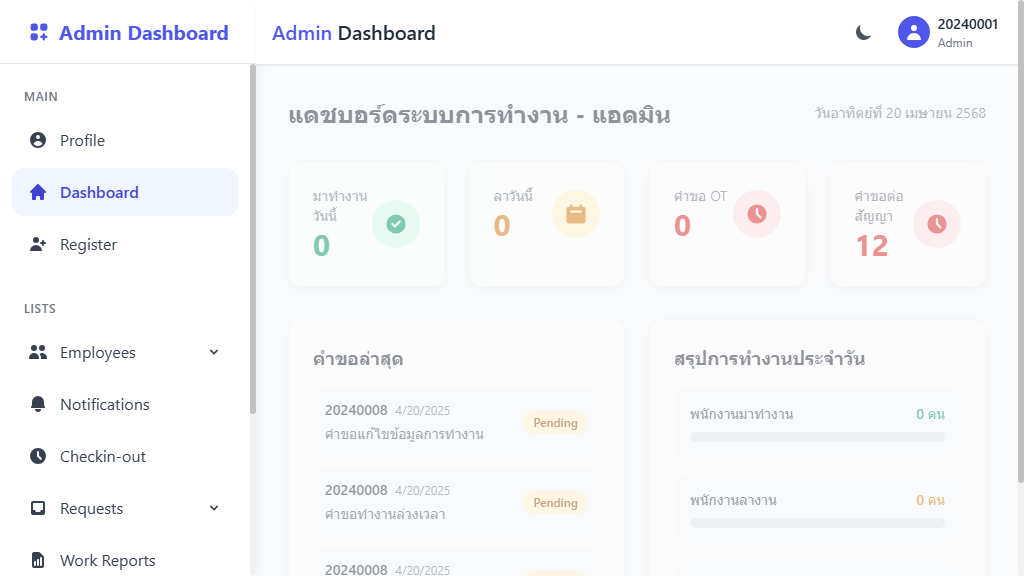 Admin Dashboard
Admin Dashboard
20240001
Admin
MAIN
Profile
Dashboard
Register
LISTS
Employees
Notifications
Checkin-out
Requests
Work Reports
แดชบอร์ดระบบการทำงาน - แอดมิน
วันอาทิตย์ที่ 20 เมษายน 2568
มาทำงาน
วันนี้
0
ลาวันนี้
0
คำขอ OT
0
คำขอต่อ
สัญญา
12
คำขอล่าสุด
20240008 4/20/2025
คำขอแก้ไขข้อมูลการทำงาน
Pending
20240008 4/20/2025
คำขอทำงานล่วงเวลา
Pending
20240008 4/20/2025
สรุปการทำงานประจำวัน
พนักงานมาทำงาน
0 คน
พนักงานลางาน
0 คน